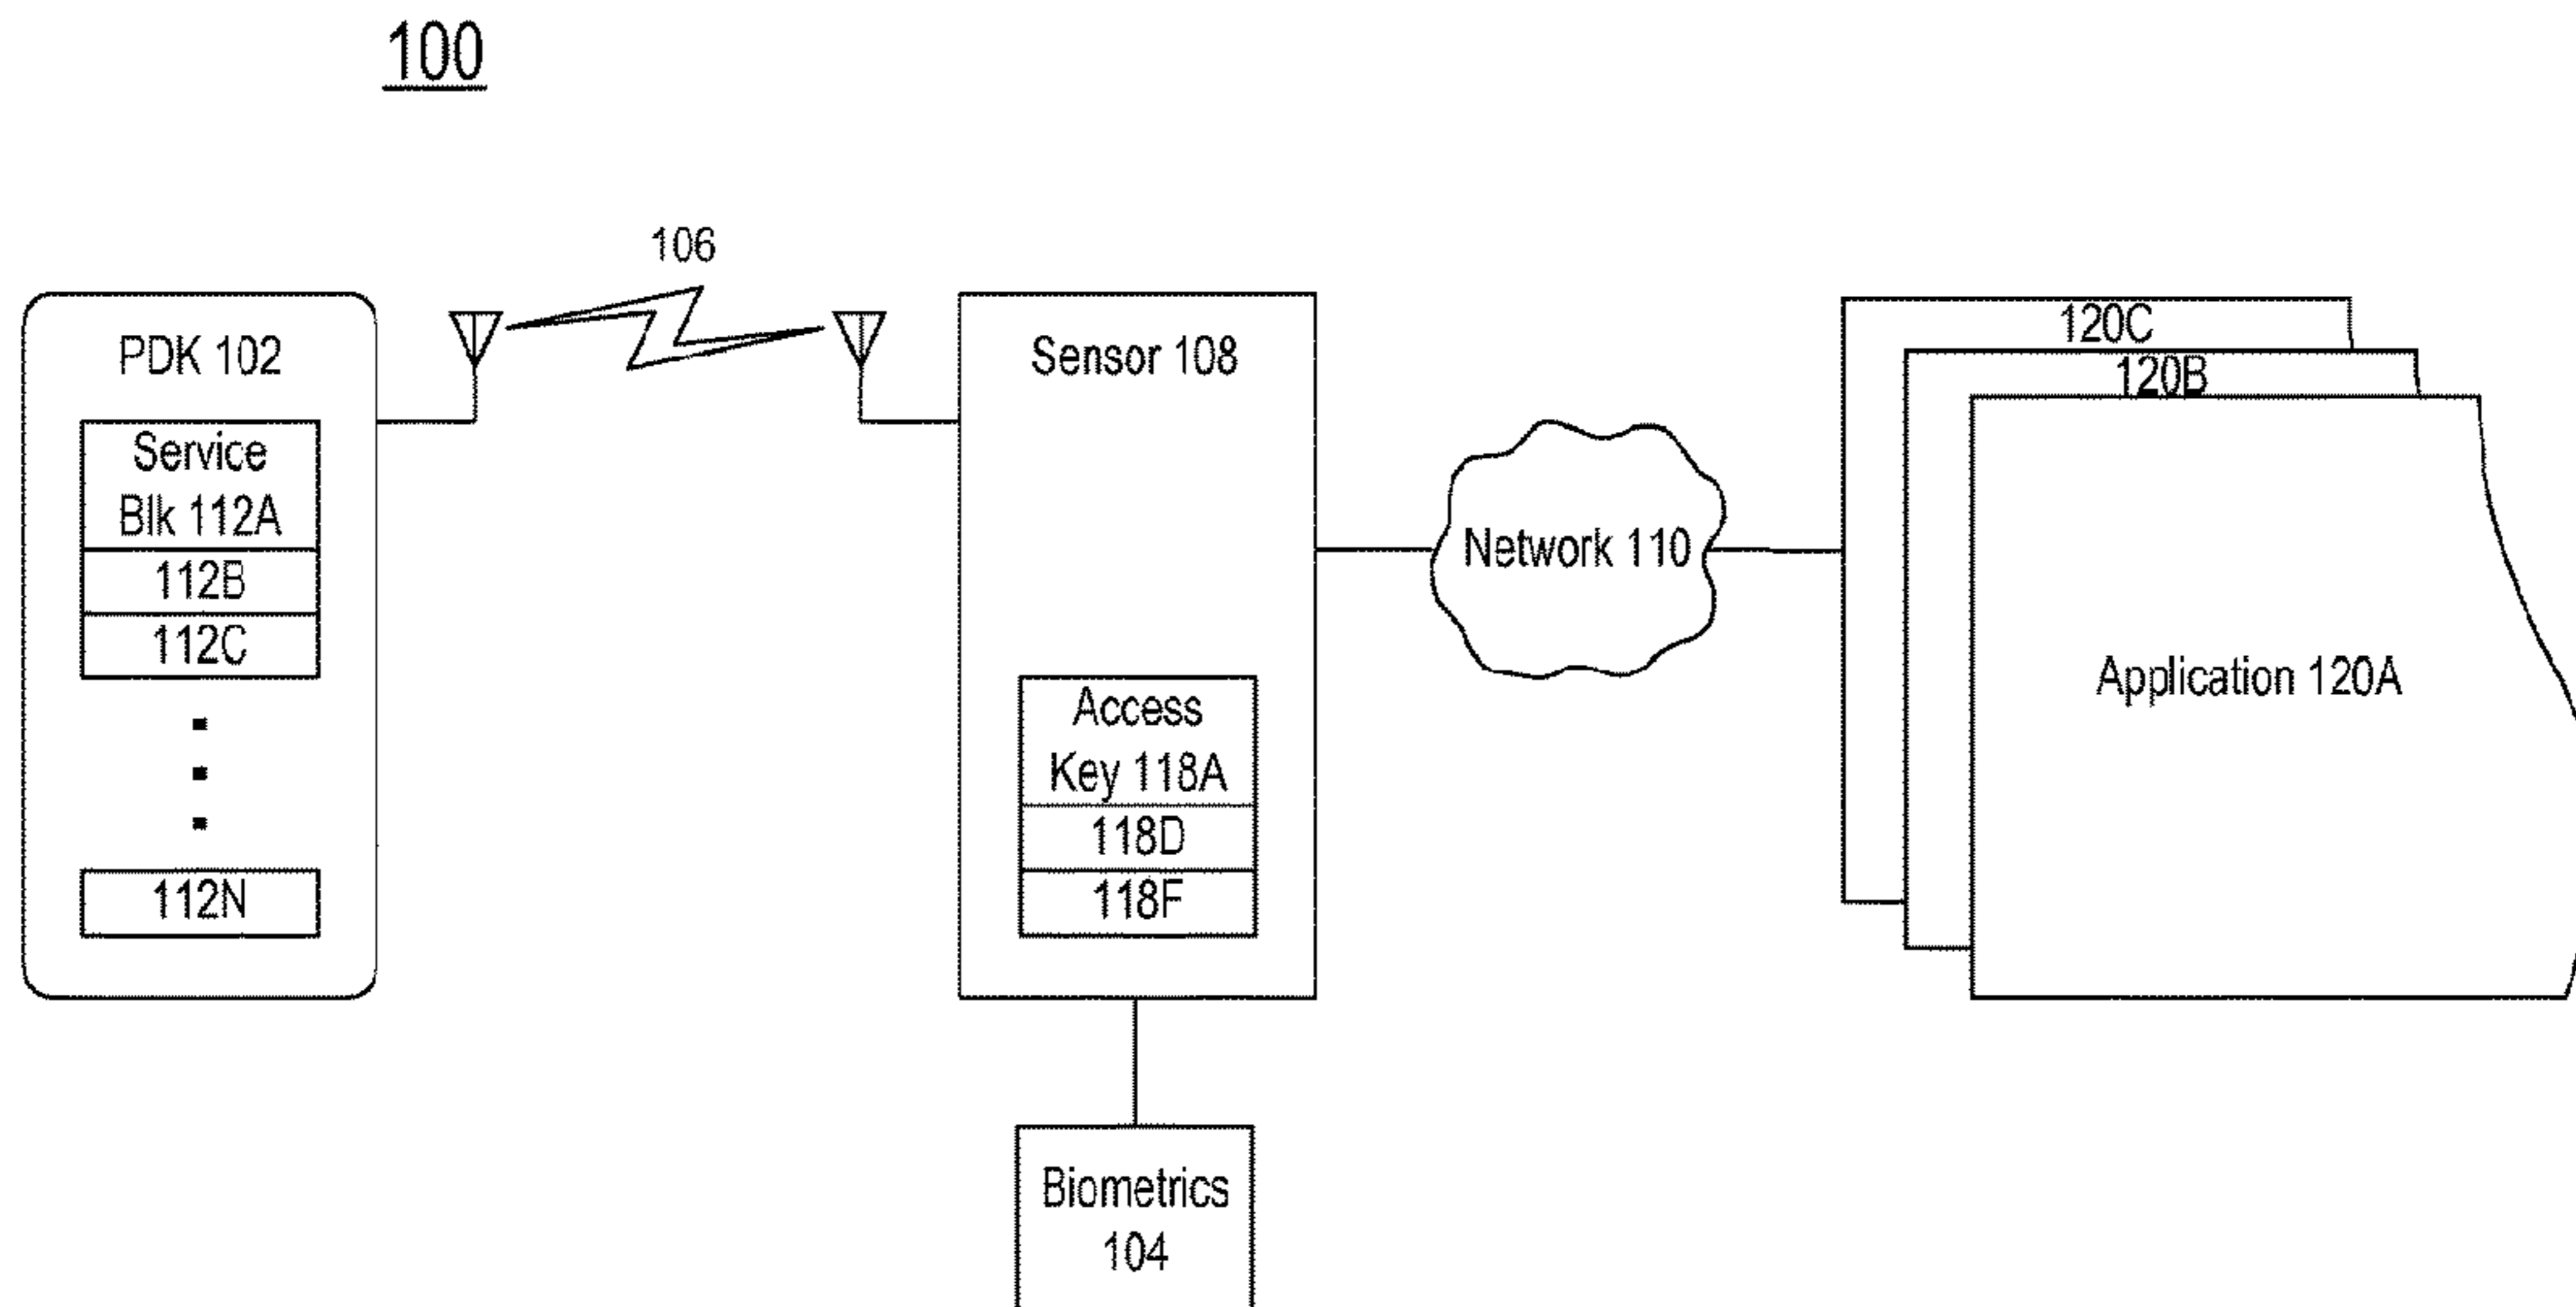 100
106
PDK 102
Service
Blk 112A
112B
112C
112N
Sensor 108
Access
Key 118A
118D
118F
Biometrics
104
Network 110
120C
120B
Application 120A